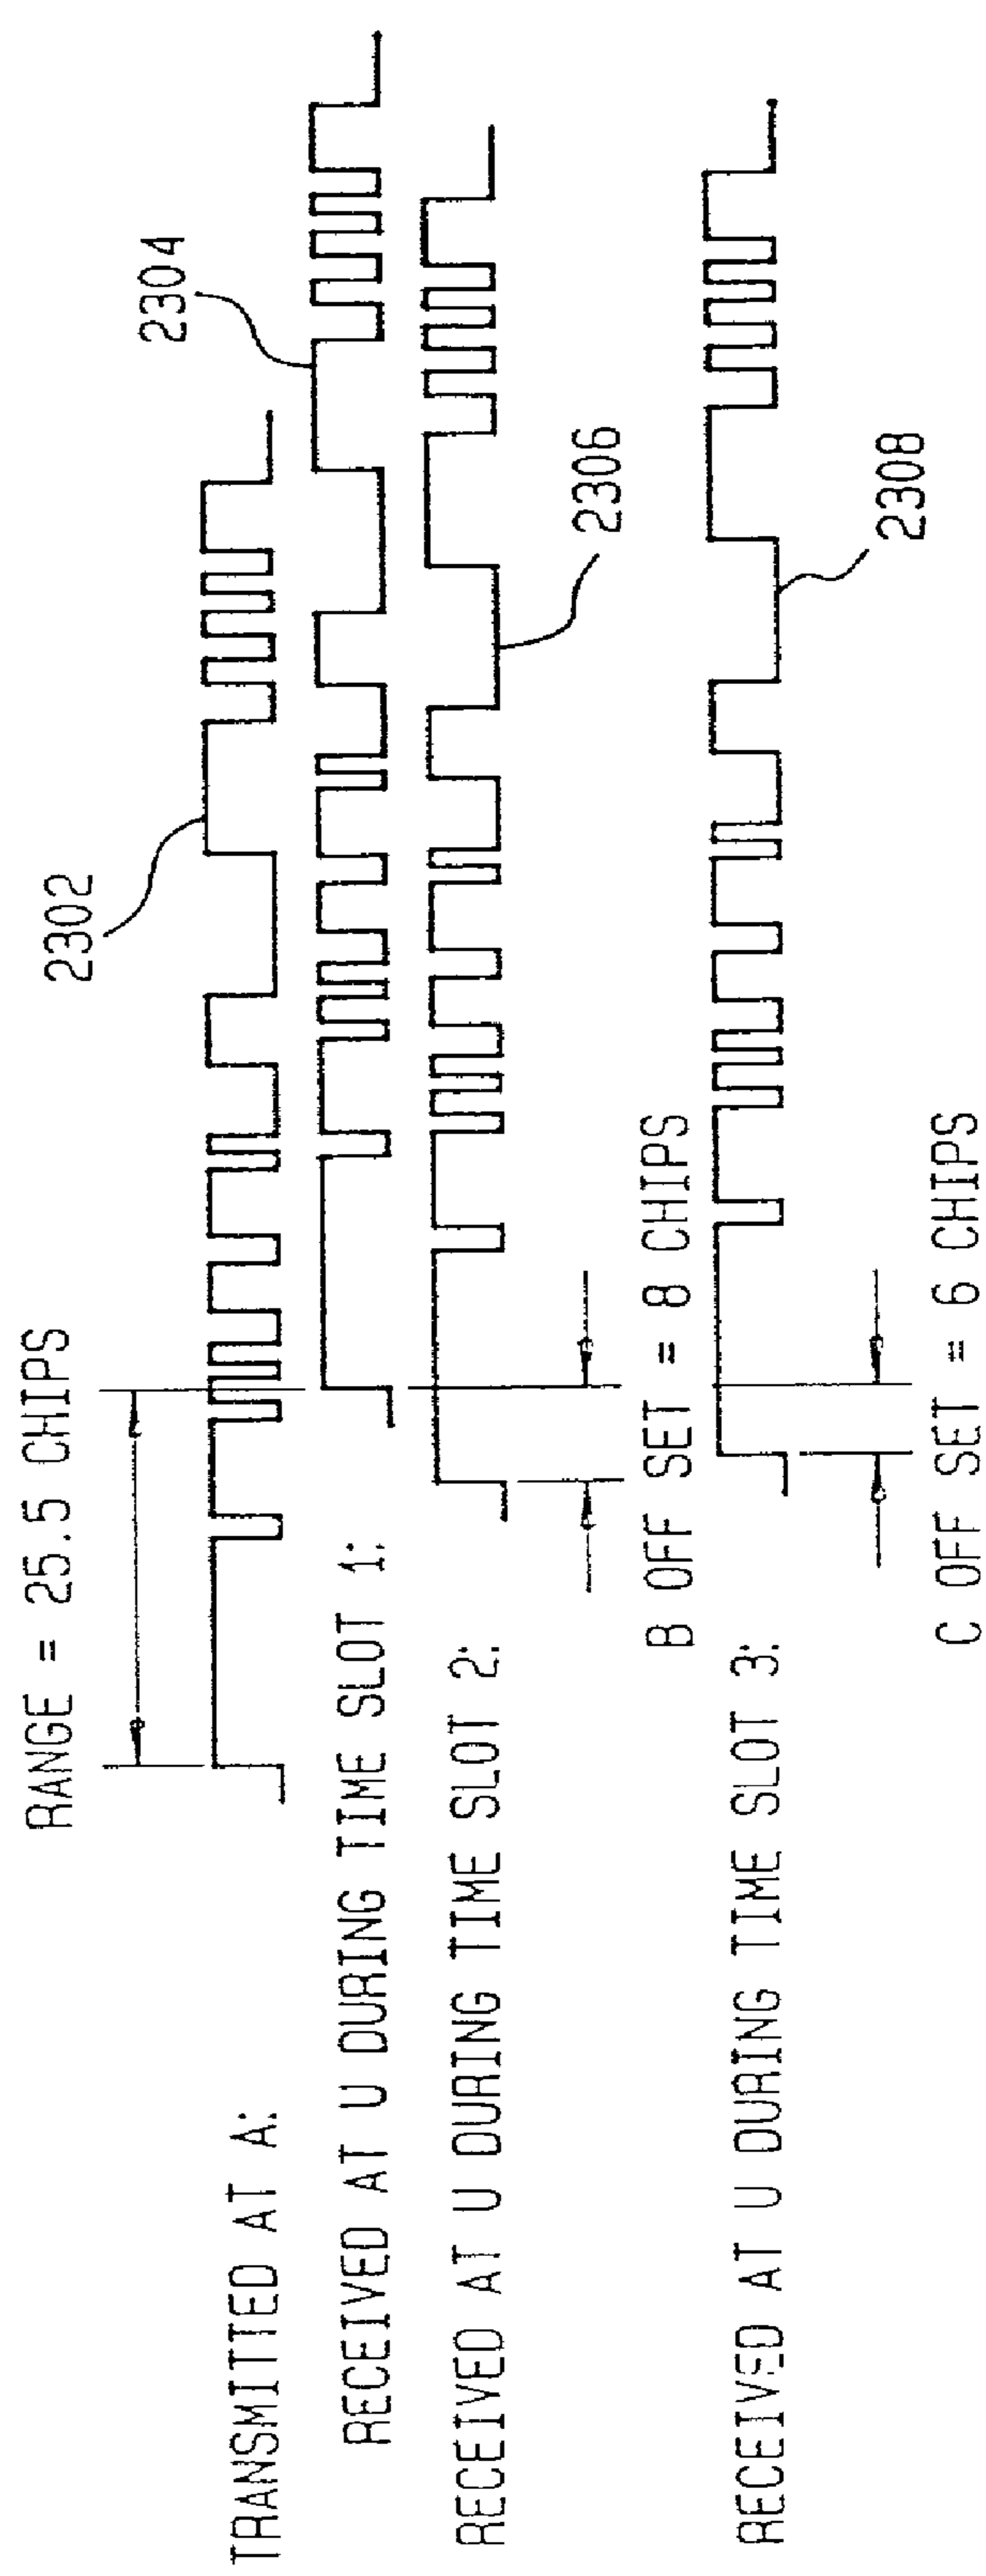 RANGE = 25.5 CHIPS
2302
2304
TRANSMITTED AT A:
RECEIVED AT U DURING TIME SLOT 1:
RECEIVED AT U DURING TIME SLOT 2:
2306
B OFF SET = 8 CHIPS
RECEIVED AT U DURING TIME SLOT 3:
2308
C OFF SET = 6 CHIPS